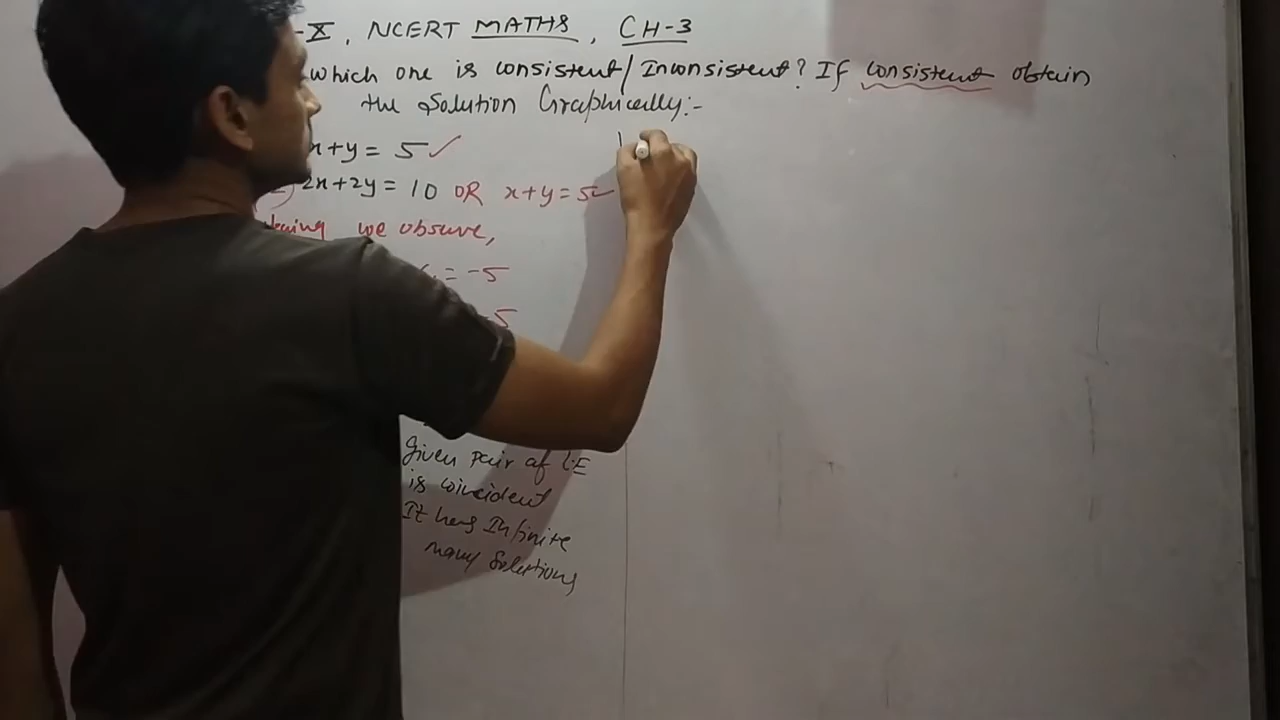 -X, NCERT MATHS, CH-3
which one is consistent/Inconsistent? If consistent obtain
the Solution Graphically:-
x+y = 5 ✓
2x+2y = 10 OR x+y=5 ✓
we observe,
= -5
-5
Given pair of LE
is coincident
It has Infinite
many Solutions